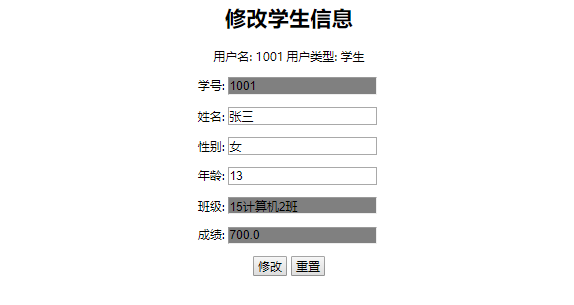 修改学生信息
用户名: 1001 用户类型: 学生
学号: 1001
姓名: 张三
性别: 女
年龄: 13
班级: 15计算机2班
成绩: 700.0
修改 重置